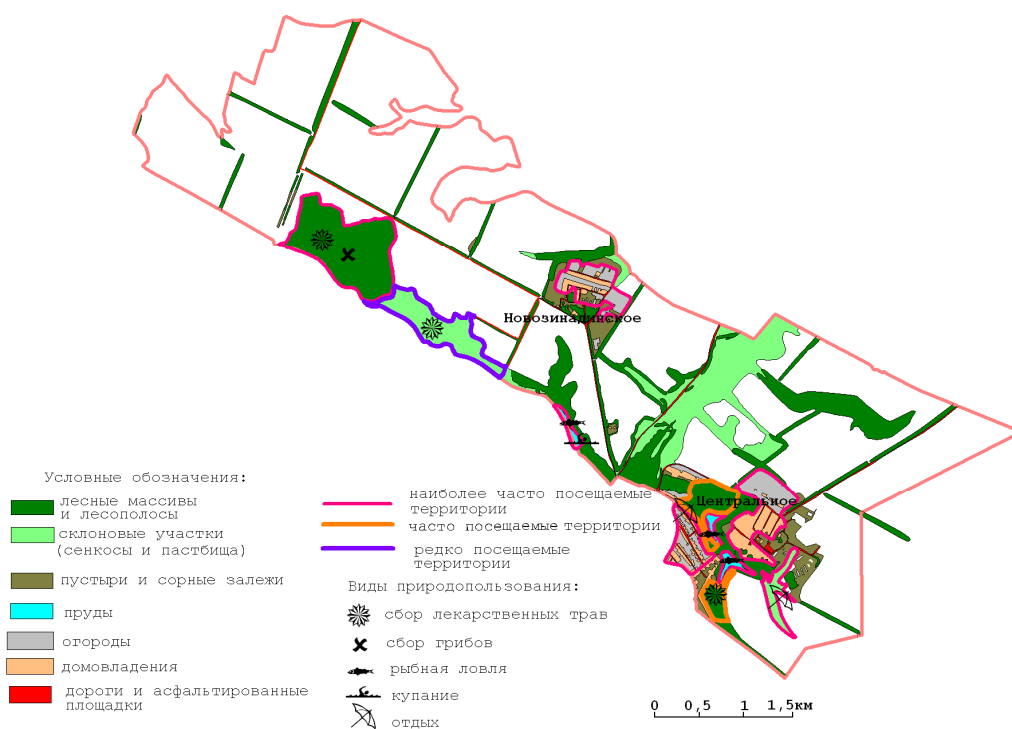 Новозинадинское
Центральное
Условные обозначения:
лесные массивы
и лесополосы
склоновые участки
(сенкосы и пастбища)
пустыри и сорные залежи
пруды
огороды
домовладения
дороги и асфальтированные
площадки
наиболее часто посещаемые
территории
часто посещаемые территории
редко посещаемые
территории
Виды природопользования:
сбор лекарственных трав
сбор грибов
рыбная ловля
купание
отдых
0 0,5 1 1,5км